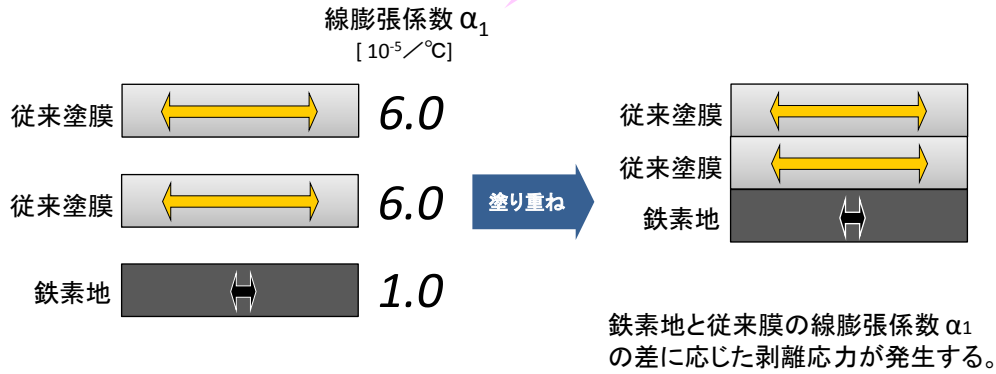 線膨張係数 α₁
[ 10⁻⁵／℃]
従来塗膜 6.0
従来塗膜 6.0
鉄素地 1.0
塗り重ね
従来塗膜
従来塗膜
鉄素地
鉄素地と従来膜の線膨張係数 α1
の差に応じた剥離応力が発生する。